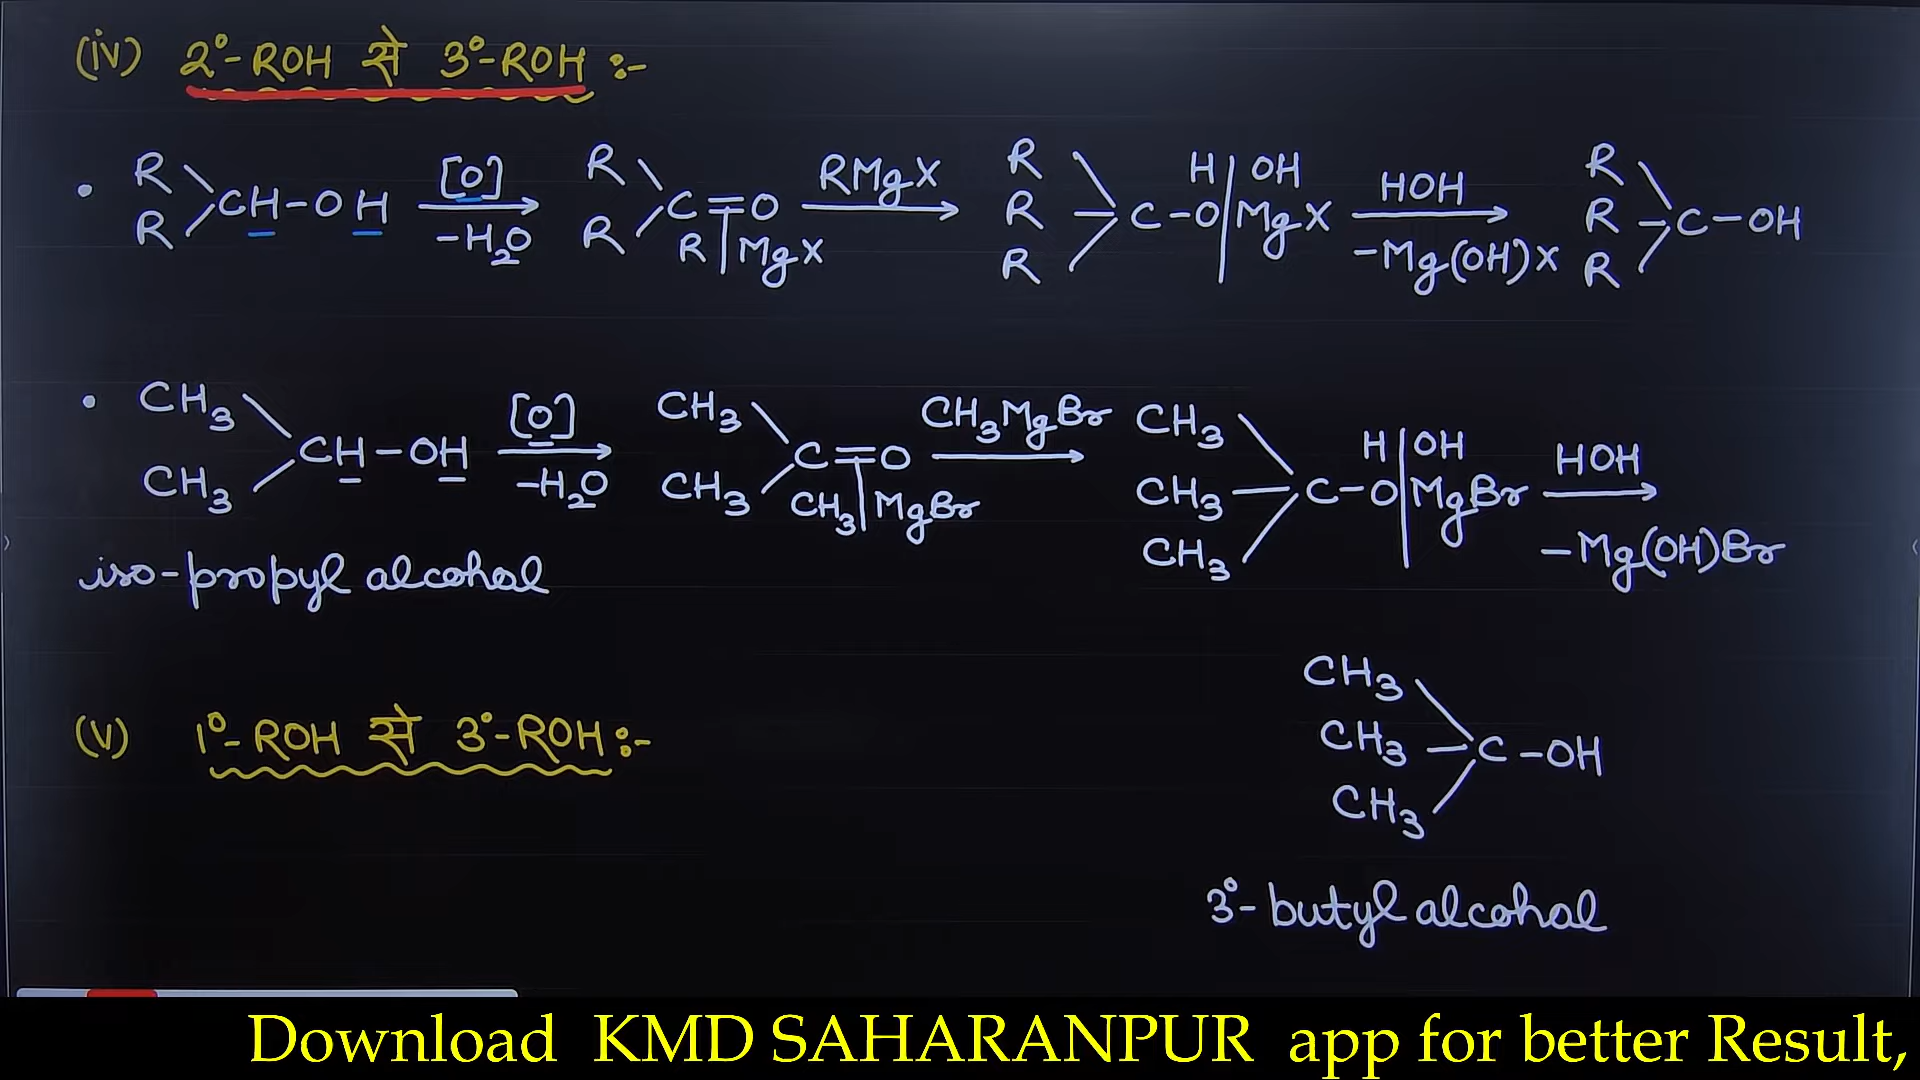 (iv) 2°-ROH से 3°-ROH :-
• R R CH-OH [O] -H2O R R C=O R|MgX RMgX R R R C-O|MgX H|OH HOH -Mg(OH)X R R R C-OH
• CH3 CH3 CH-OH [O] -H2O CH3 CH3 C=O CH3|MgBr CH3MgBr CH3 CH3 CH3 C-O|MgBr H|OH HOH -Mg(OH)Br
iso-propyl alcohol
CH3 CH3 CH3 C-OH
(v) 1°-ROH से 3°-ROH:-
3°-butyl alcohol
Download KMD SAHARANPUR app for better Result,